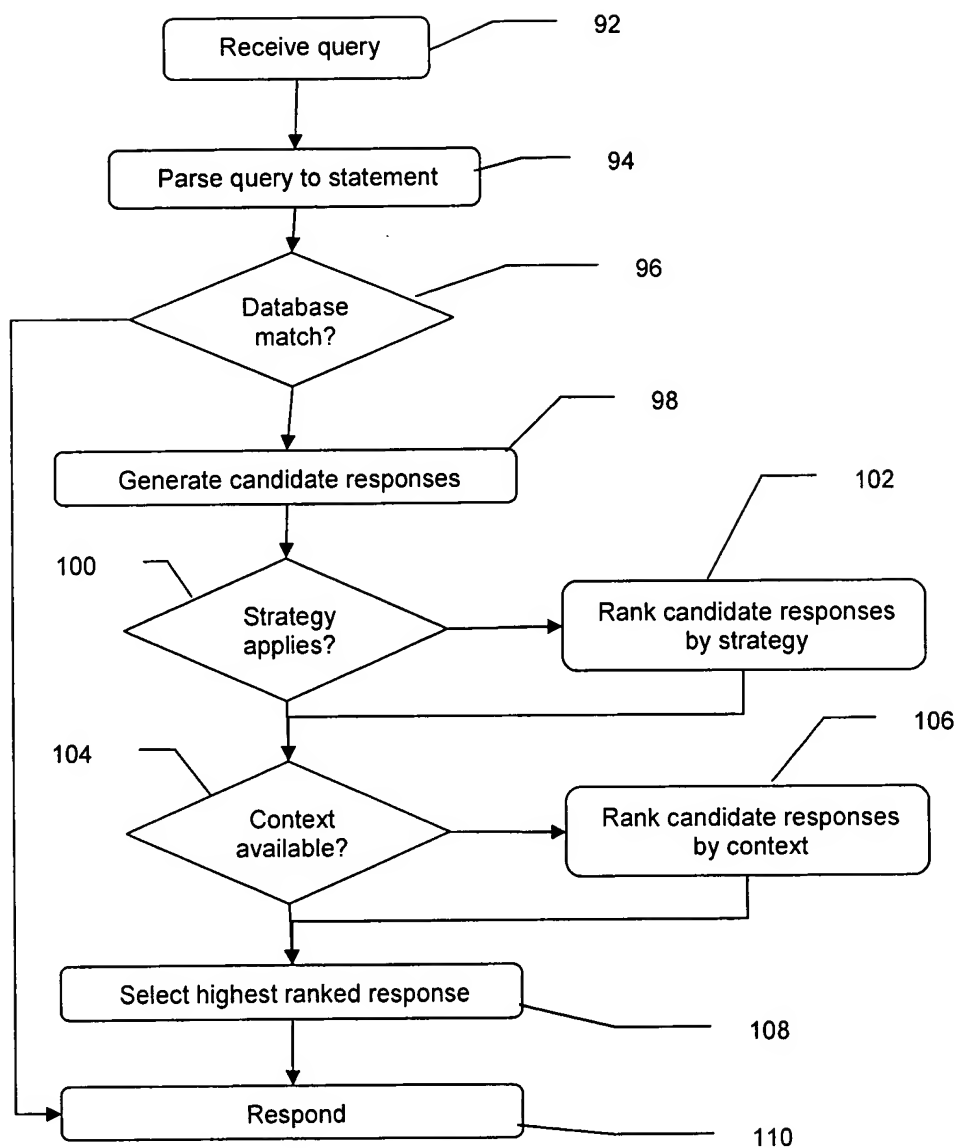 Receive query
92
Parse query to statement
94
Database
match?
96
Generate candidate responses
98
100
Strategy
applies?
102
Rank candidate responses
by strategy
104
Context
available?
106
Rank candidate responses
by context
Select highest ranked response
108
Respond
110